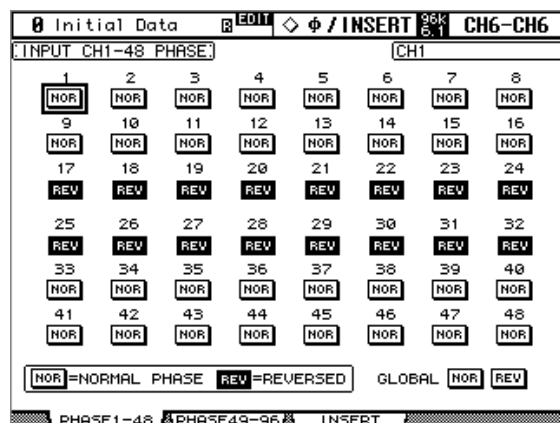 0 Initial Data EDIT ◇ Φ/INSERT 96K 6.1 CH6-CH6
INPUT CH1-48 PHASE CH1
1 2 3 4 5 6 7 8
NOR NOR NOR NOR NOR NOR NOR NOR
9 10 11 12 13 14 15 16
NOR NOR NOR NOR NOR NOR NOR NOR
17 18 19 20 21 22 23 24
REV REV REV REV REV REV REV REV
25 26 27 28 29 30 31 32
REV REV REV REV REV REV REV REV
33 34 35 36 37 38 39 40
NOR NOR NOR NOR NOR NOR NOR NOR
41 42 43 44 45 46 47 48
NOR NOR NOR NOR NOR NOR NOR NOR
NOR =NORMAL PHASE REV =REVERSED GLOBAL NOR REV
PHASE1-48 PHASE49-96 INSERT